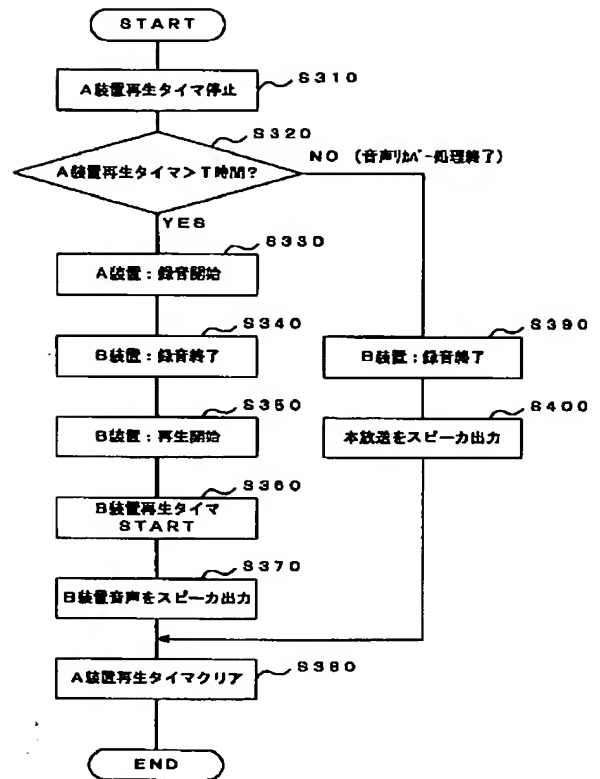 START
A装置再生タイマ停止
S310
A装置再生タイマ＞T時間？
S320
NO （音声リカバー処理終了）
YES
A装置：録音開始
S330
B装置：録音終了
S340
B装置：録音終了
S390
B装置：再生開始
S350
本放送をスピーカ出力
S400
B装置再生タイマ
START
S360
B装置音声をスピーカ出力
S370
A装置再生タイマクリア
S380
END